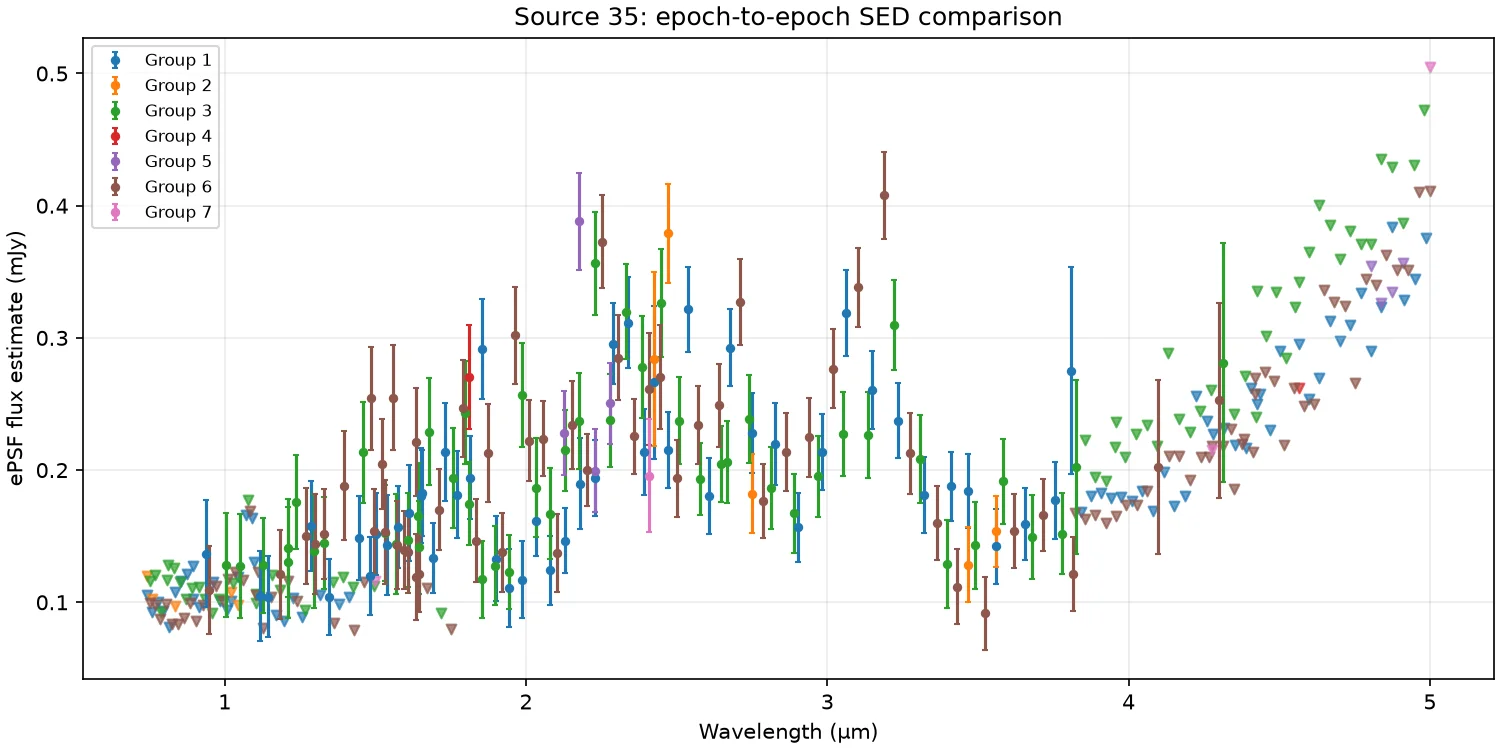 Source 35: epoch-to-epoch SED comparison
ePSF flux estimate (mJy)
0.5
0.4
0.3
0.2
0.1
Group 1
Group 2
Group 3
Group 4
Group 5
Group 6
Group 7
1 2 3 4 5
Wavelength (μm)